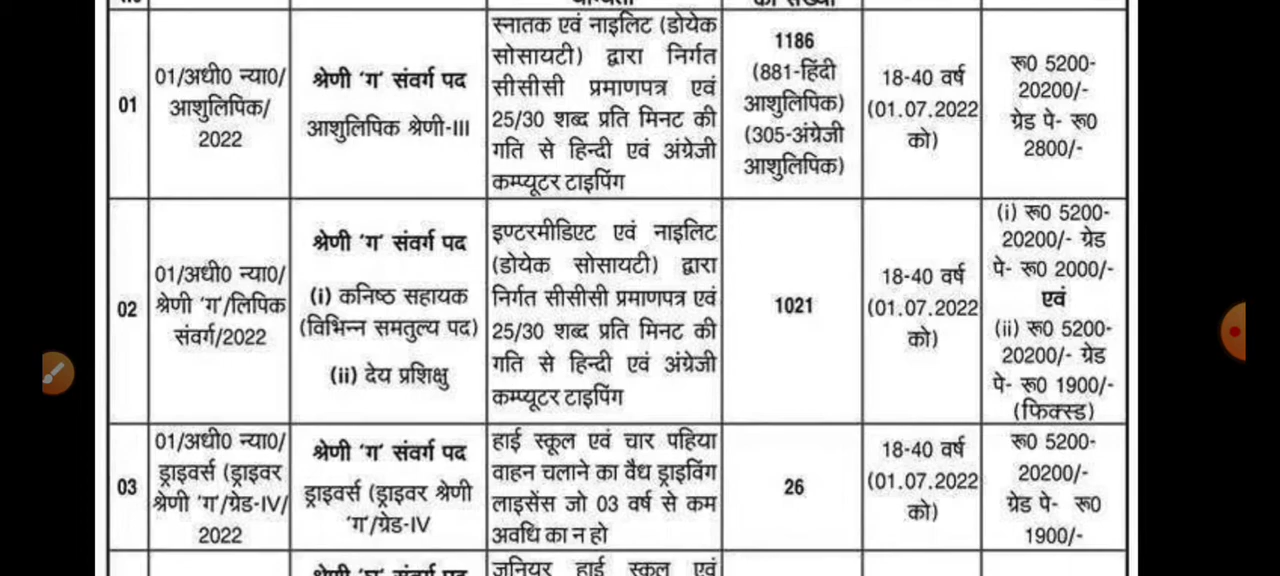 योग्यता
की संख्या
01
01/अधी0 न्या0/
आशुलिपिक/
2022
श्रेणी 'ग' संवर्ग पद
आशुलिपिक श्रेणी-III
स्नातक एवं नाइलिट (डोयेक
सोसायटी) द्वारा निर्गत
सीसीसी प्रमाणपत्र एवं
25/30 शब्द प्रति मिनट की
गति से हिन्दी एवं अंग्रेजी
कम्प्यूटर टाइपिंग
1186
(881-हिंदी
आशुलिपिक)
(305-अंग्रेजी
आशुलिपिक)
18-40 वर्ष
(01.07.2022
को)
रू0 5200-
20200/-
ग्रेड पे- रू0
2800/-
02
01/अधी0 न्या0/
श्रेणी 'ग'/लिपिक
संवर्ग/2022
श्रेणी 'ग' संवर्ग पद
(i) कनिष्ठ सहायक
(विभिन्न समतुल्य पद)
(ii) देय प्रशिक्षु
इण्टरमीडिएट एवं नाइलिट
(डोयेक सोसायटी) द्वारा
निर्गत सीसीसी प्रमाणपत्र एवं
25/30 शब्द प्रति मिनट की
गति से हिन्दी एवं अंग्रेजी
कम्प्यूटर टाइपिंग
1021
18-40 वर्ष
(01.07.2022
को)
(i) रू0 5200-
20200/- ग्रेड
पे- रू0 2000/-
एवं
(ii) रू0 5200-
20200/- ग्रेड
पे- रू0 1900/-
(फिक्स्ड)
03
01/अधी0 न्या0/
ड्राइवर्स (ड्राइवर
श्रेणी 'ग'/ग्रेड-IV/
2022
श्रेणी 'ग' संवर्ग पद
ड्राइवर्स (ड्राइवर श्रेणी
'ग'/ग्रेड-IV
हाई स्कूल एवं चार पहिया
वाहन चलाने का वैध ड्राइविंग
लाइसेंस जो 03 वर्ष से कम
अवधि का न हो
26
18-40 वर्ष
(01.07.2022
को)
रू0 5200-
20200/-
ग्रेड पे- रू0
1900/-
श्रेणी 'घ' संवर्ग पद
जूनियर हाई स्कूल एवं